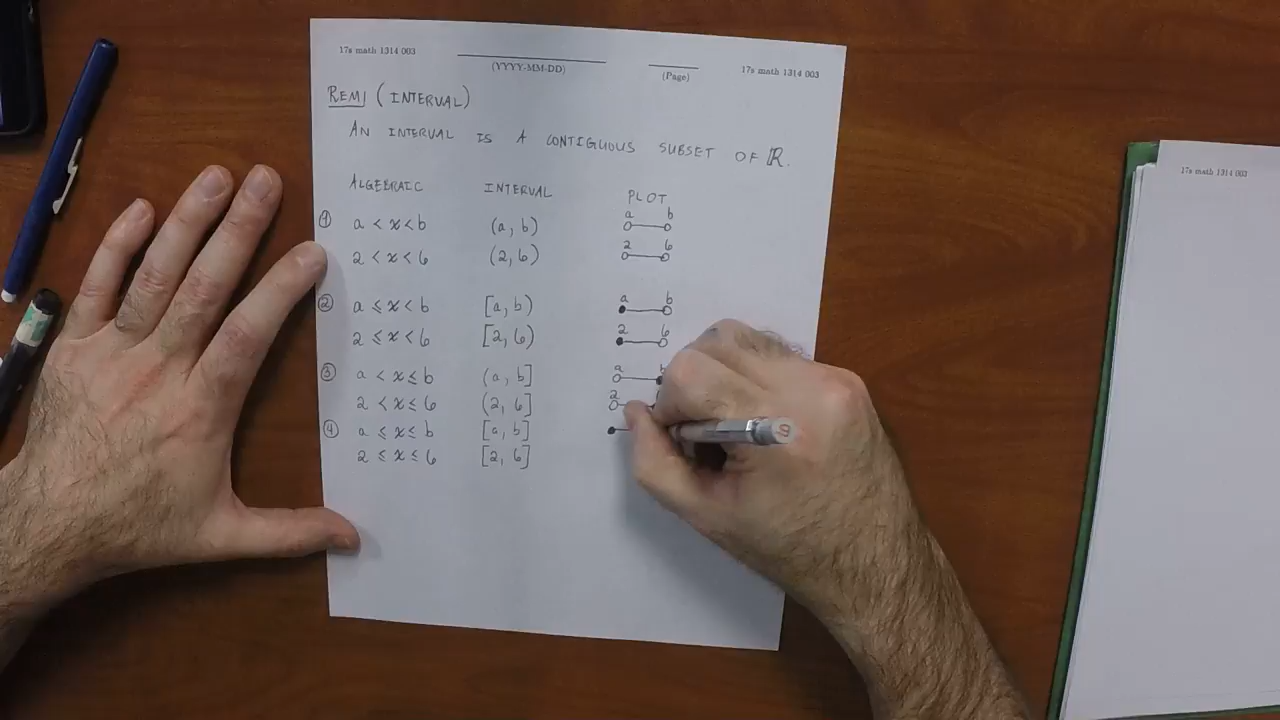 17s math 1314 003 (YYYY-MM-DD) (Page) 17s math 1314 003
REM (INTERVAL)
AN INTERVAL IS A CONTIGUOUS SUBSET OF ℝ.
ALGEBRAIC INTERVAL PLOT
a b
① a < x < b (a, b)
2 6
2 < x < 6 (2, 6)
a b
② a ≤ x < b [a, b)
2 6
2 ≤ x < 6 [2, 6)
a
③ a < x ≤ b (a, b]
2
2 < x ≤ 6 (2, 6]
④ a ≤ x ≤ b [a, b]
2 ≤ x ≤ 6 [2, 6]
17s math 1314 003